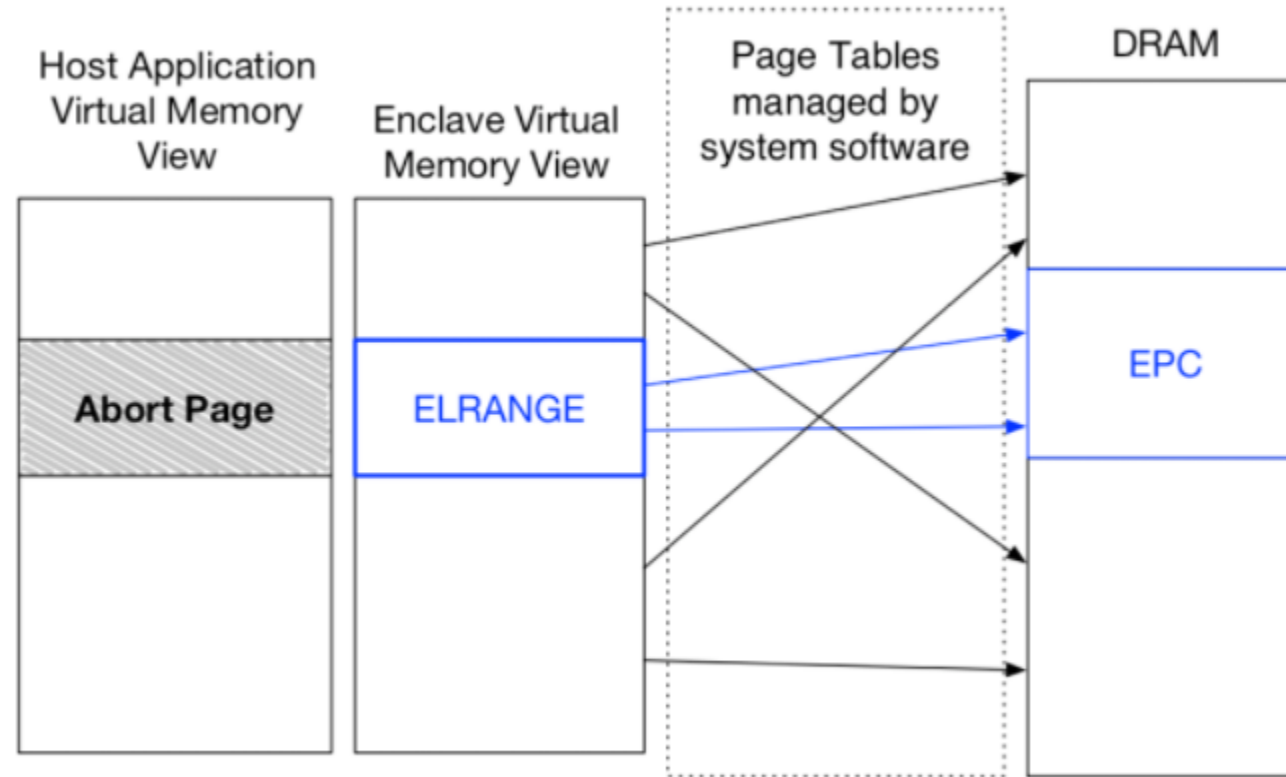 Host Application
Virtual Memory
View
Enclave Virtual
Memory View
Page Tables
managed by
system software
DRAM
Abort Page
ELRANGE
EPC